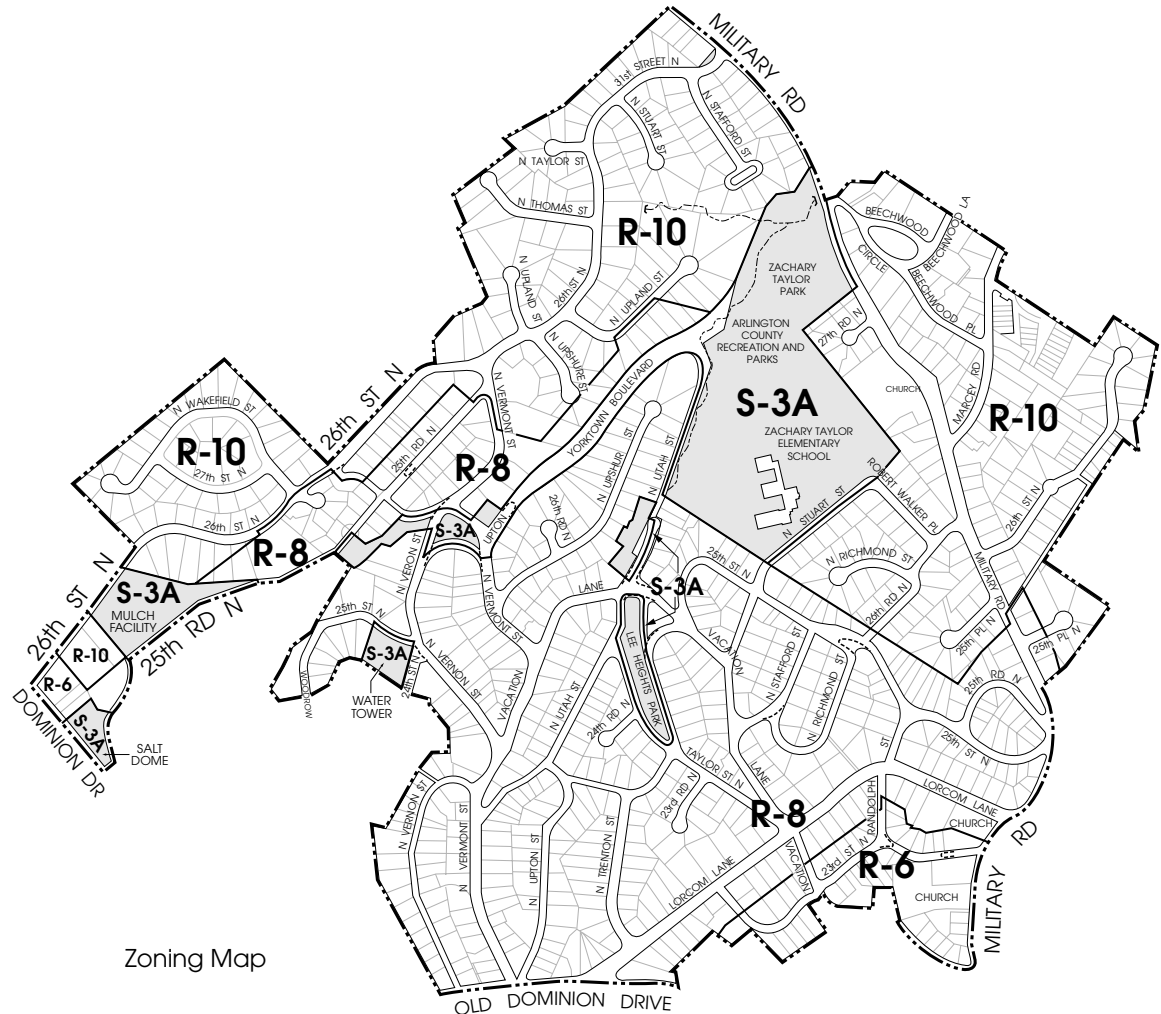 MILITARY RD
31st STREET N
N STAFFORD ST
N STUART ST
N TAYLOR ST
N THOMAS ST
R-10
BEECHWOOD
BEECHWOOD LA
CIRCLE
BEECHWOOD PL
ZACHARY
TAYLOR
PARK
N UPLAND ST
26th ST N
N UPLAND ST
ARLINGTON
COUNTY
RECREATION AND
PARKS
27th RD N
N UPSHURE ST
CHURCH
MARCEY RD
S-3A
R-10
ZACHARY TAYLOR
ELEMENTARY
SCHOOL
YORKTOWN BOULEVARD
N VERMONT ST
26th ST N
N WAKEFIELD ST
R-10
27th ST N
25th RD N
R-8
N UPSHUR ST
N UTAH ST
ROBERT WALKER PL
N STUART ST
26th ST N
26th ST N
R-8
S-3A
UPTON
26th RD N
N VERON ST
N RICHMOND ST
MILITARY RD
25th ST N
S-3A
26th RD N
26th ST N
S-3A
MULCH
FACILITY
25th RD N
LANE
N VERMONT ST
25th ST N
25th PL N
25th PL N
R-10
R-6
S-3A
24th ST N
WATER
TOWER
WOODROW
N VERNON ST
VACATION
LEE HEIGHTS PARK
VACATION
N STAFFORD ST
N RICHMOND ST
25th RD N
DOMINION DR
S-3A
SALT
DOME
N UTAH ST
24th RD N
TAYLOR ST N
LANE
ST
25th ST N
23rd RD N
LORCOM LANE
N VERNON ST
N VERMONT ST
N UPTON ST
N TRENTON ST
R-8
RANDOLPH
CHURCH
MILITARY RD
23rd ST N
R-6
VACATION
LORCOM LANE
CHURCH
Zoning Map
OLD DOMINION DRIVE